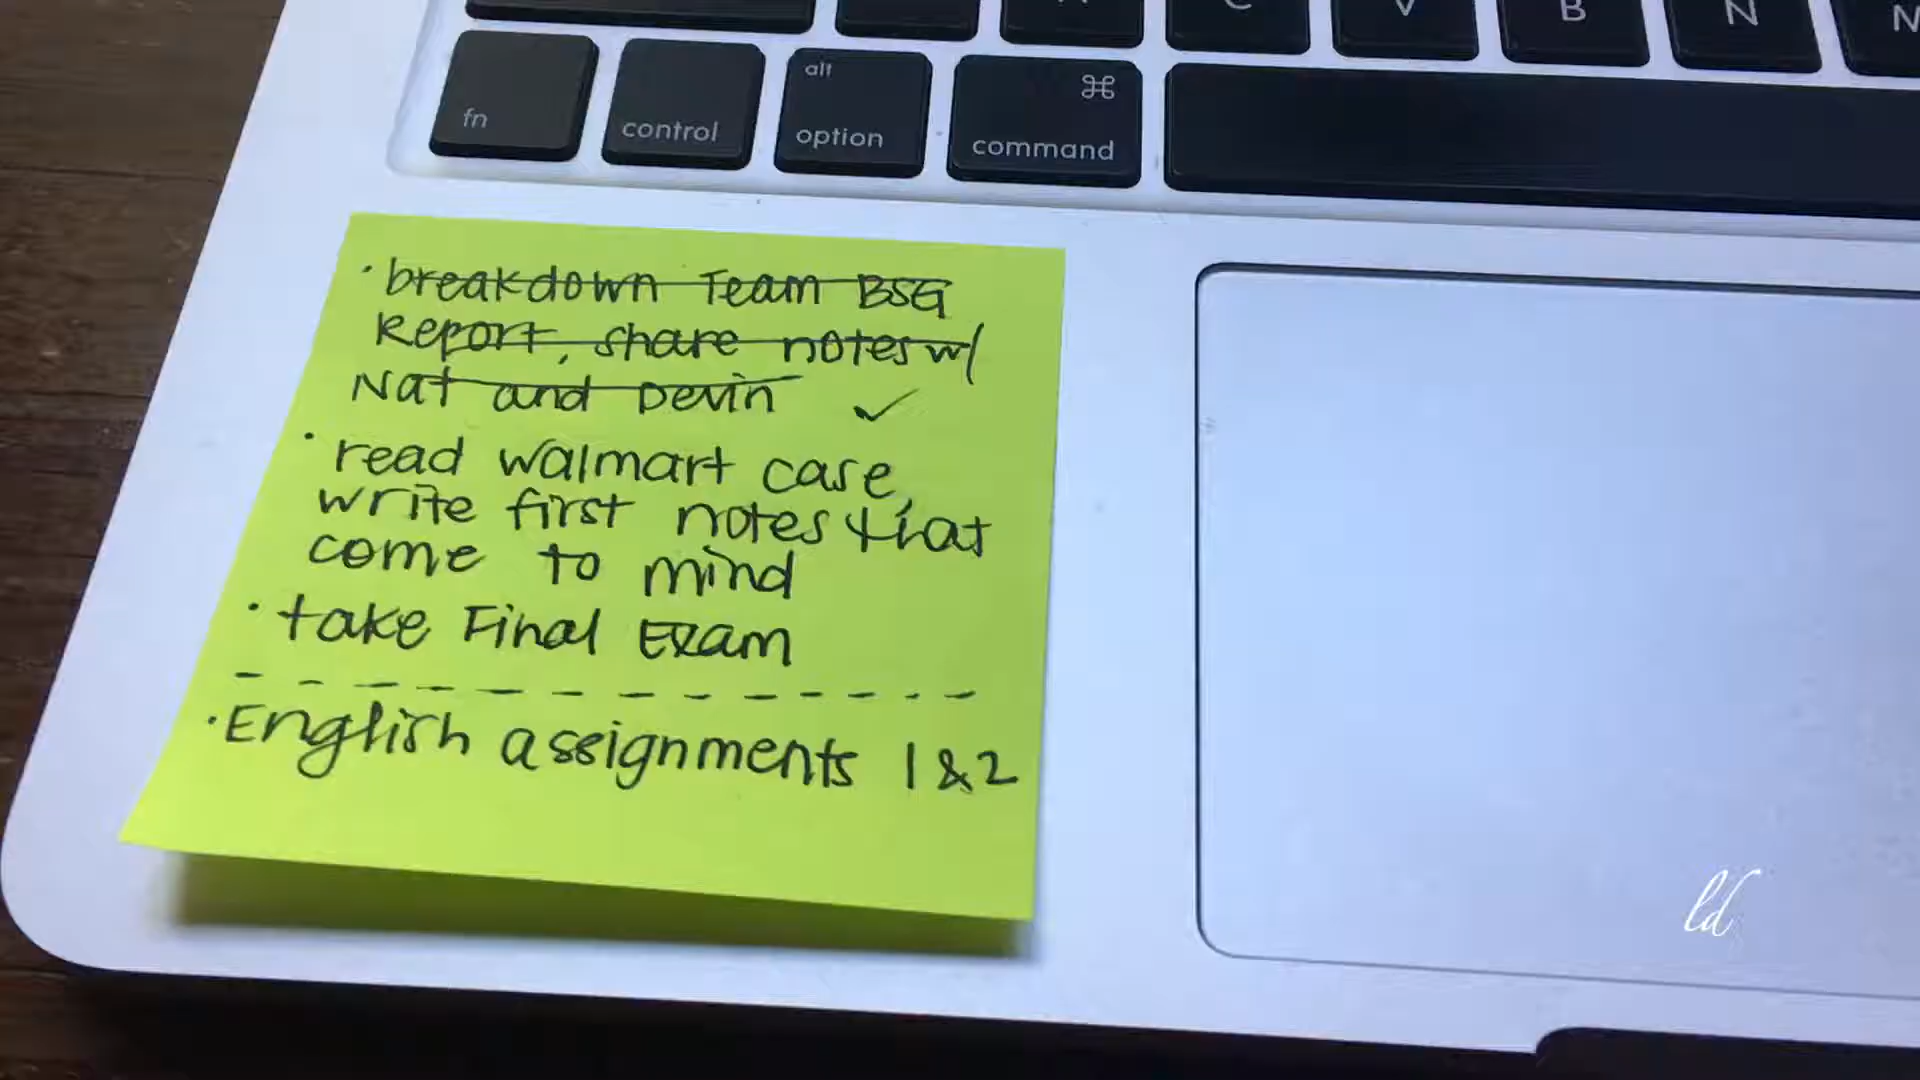 C V B N M
fn control alt option ⌘ command
· breakdown Team BSG
Report, share notes w/
Nat and Devin ✓
· read walmart case,
write first notes that
come to mind
· take Final Exam
· English assignments 1 & 2
ld